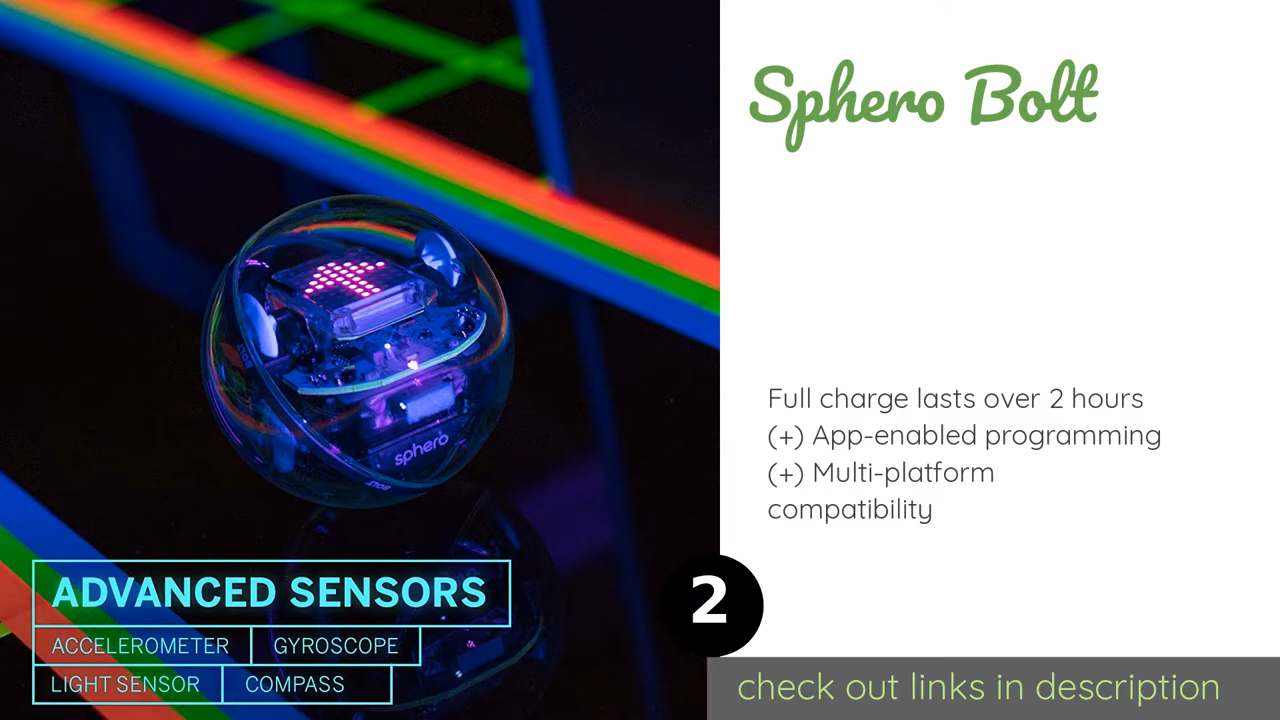 Sphero Bolt
sphero
BOLT
Full charge lasts over 2 hours
(+) App-enabled programming
(+) Multi-platform
compatibility
ADVANCED SENSORS
ACCELEROMETER GYROSCOPE
LIGHT SENSOR COMPASS
2
check out links in description